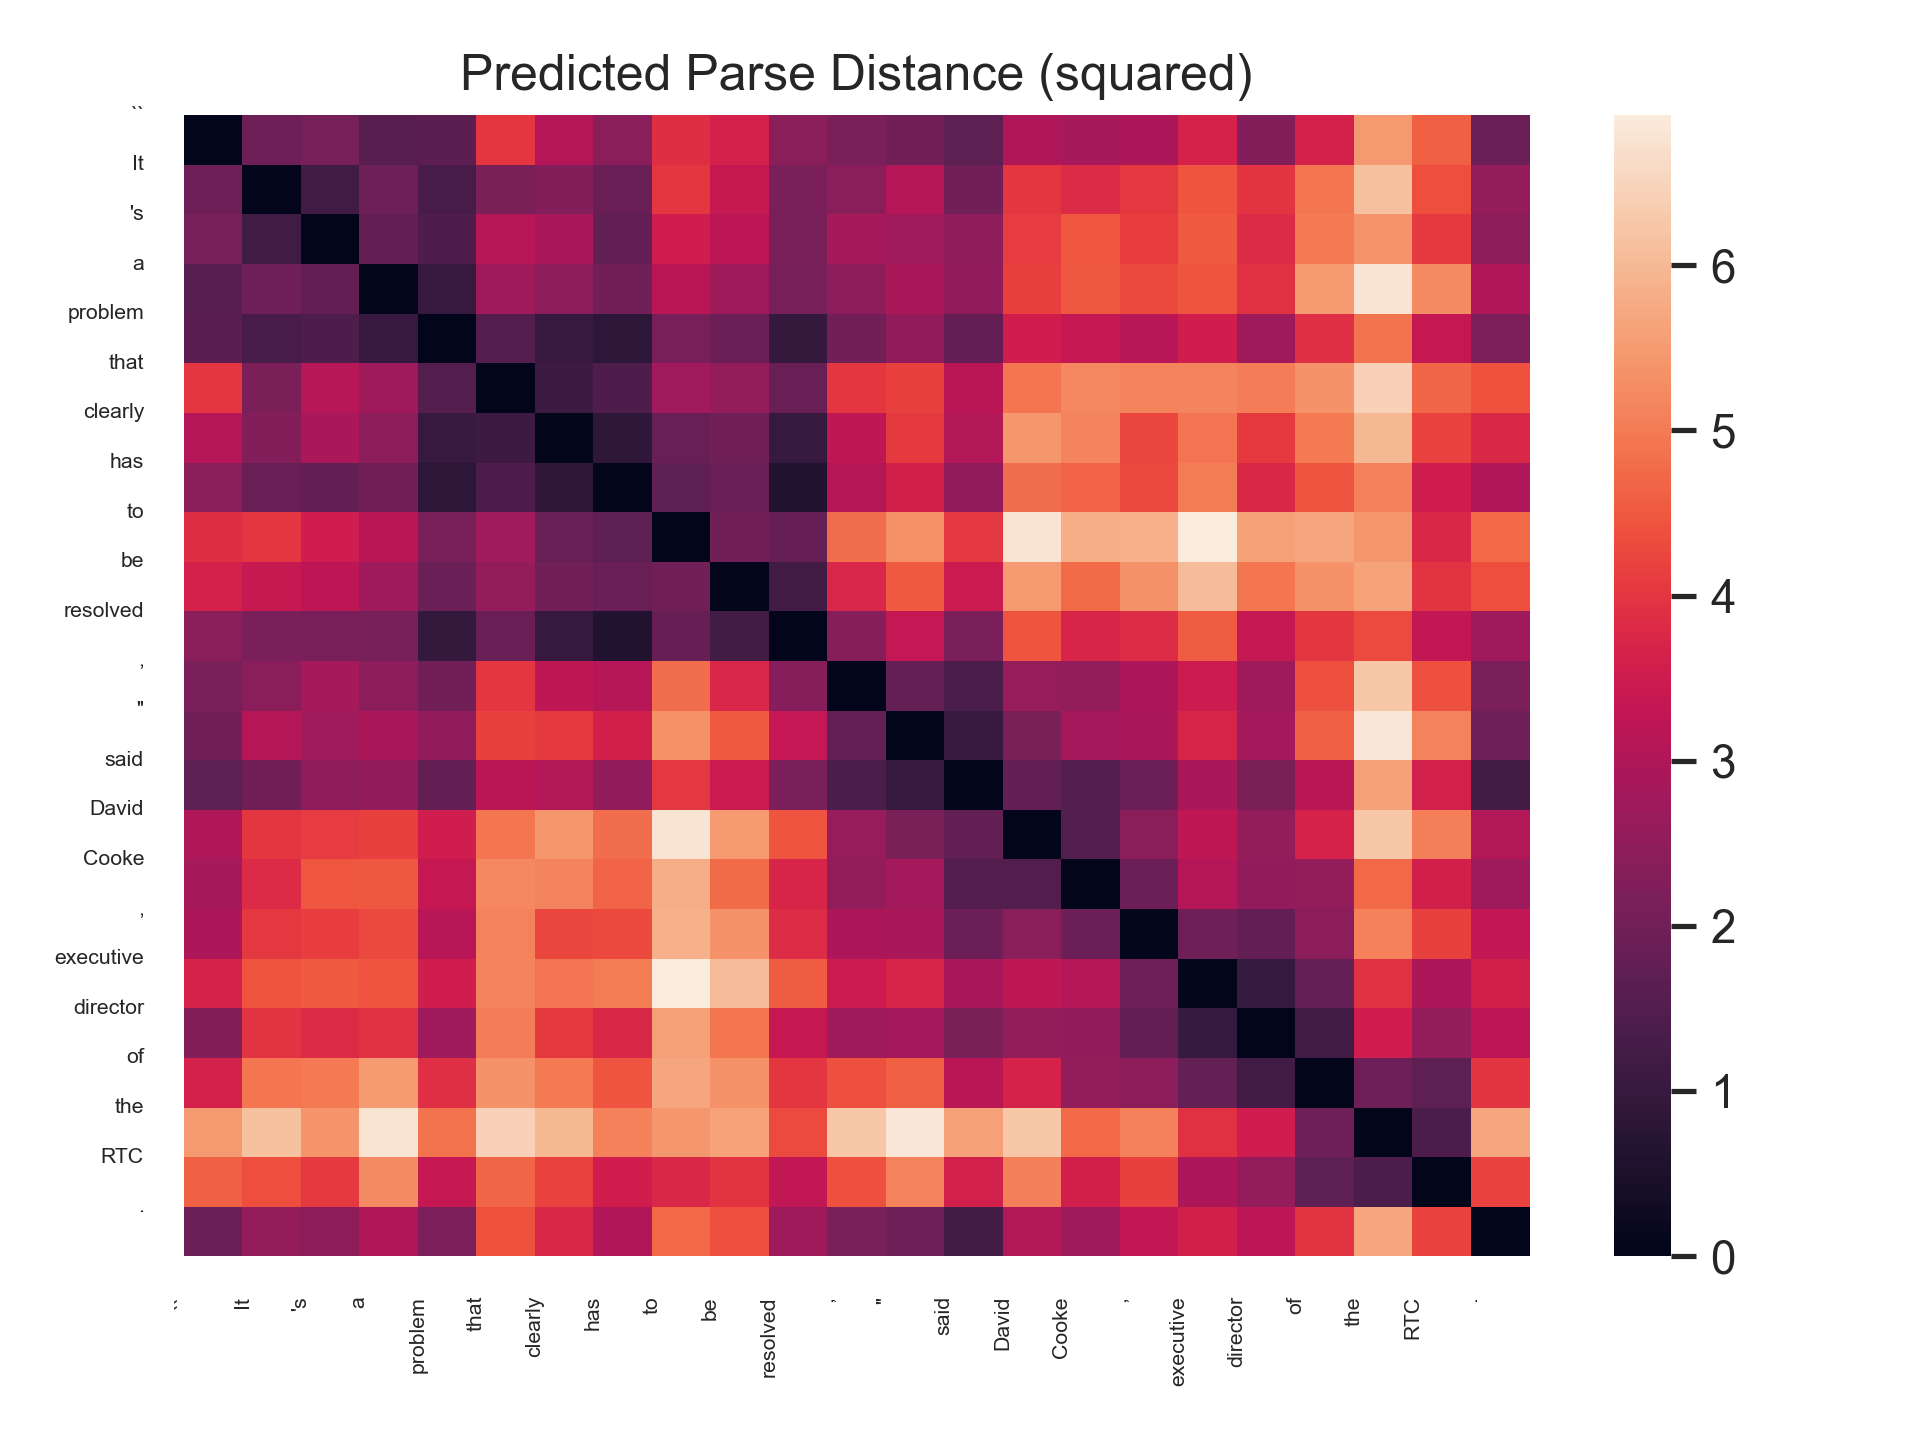 Predicted Parse Distance (squared)
``
It
's
a
problem
that
clearly
has
to
be
resolved
,
"
said
David
Cooke
,
executive
director
of
the
RTC
.
6
5
4
3
2
1
0
``
It
's
a
problem
that
clearly
has
to
be
resolved
,
"
said
David
Cooke
,
executive
director
of
the
RTC
.